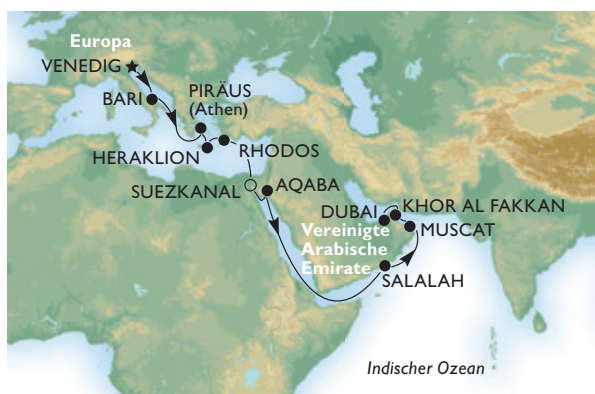 Europa
VENEDIG
BARI
PIRÄUS
(Athen)
HERAKLION
RHODOS
SUEZKANAL
AQABA
DUBAI
KHOR AL FAKKAN
MUSCAT
Vereinigte
Arabische
Emirate
SALALAH
Indischer Ozean